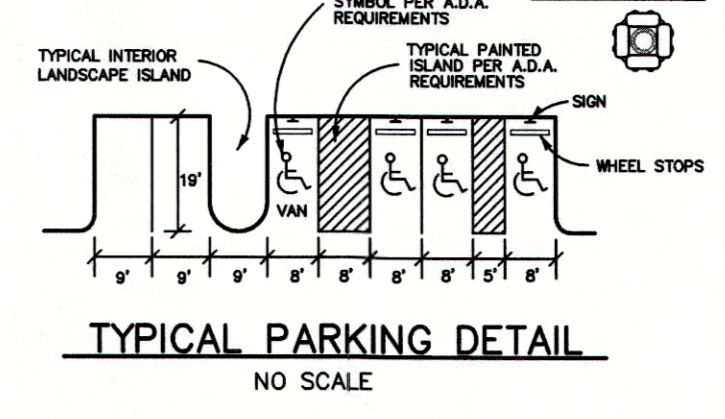 SYMBOL PER A.D.A.
REQUIREMENTS
TYPICAL INTERIOR
LANDSCAPE ISLAND
TYPICAL PAINTED
ISLAND PER A.D.A.
REQUIREMENTS
SIGN
WHEEL STOPS
19'
VAN
9' 9' 9' 8' 8' 8' 8' 5' 8'
TYPICAL PARKING DETAIL
NO SCALE